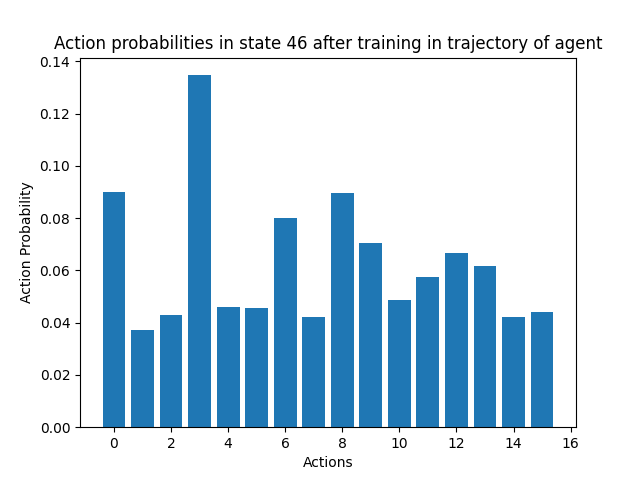 Action probabilities in state 46 after training in trajectory of agent
0.14
0.12
0.10
0.08
0.06
0.04
0.02
0.00
Action Probability
0 2 4 6 8 10 12 14 16
Actions